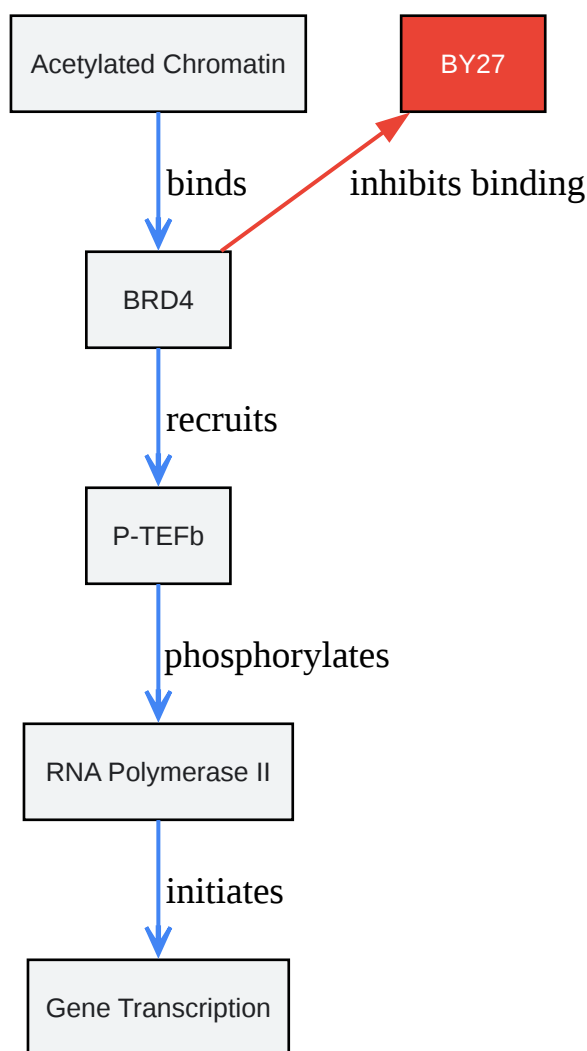 Acetylated Chromatin
BY27
binds
inhibits binding
BRD4
recruits
P-TEFb
phosphorylates
RNA Polymerase II
initiates
Gene Transcription